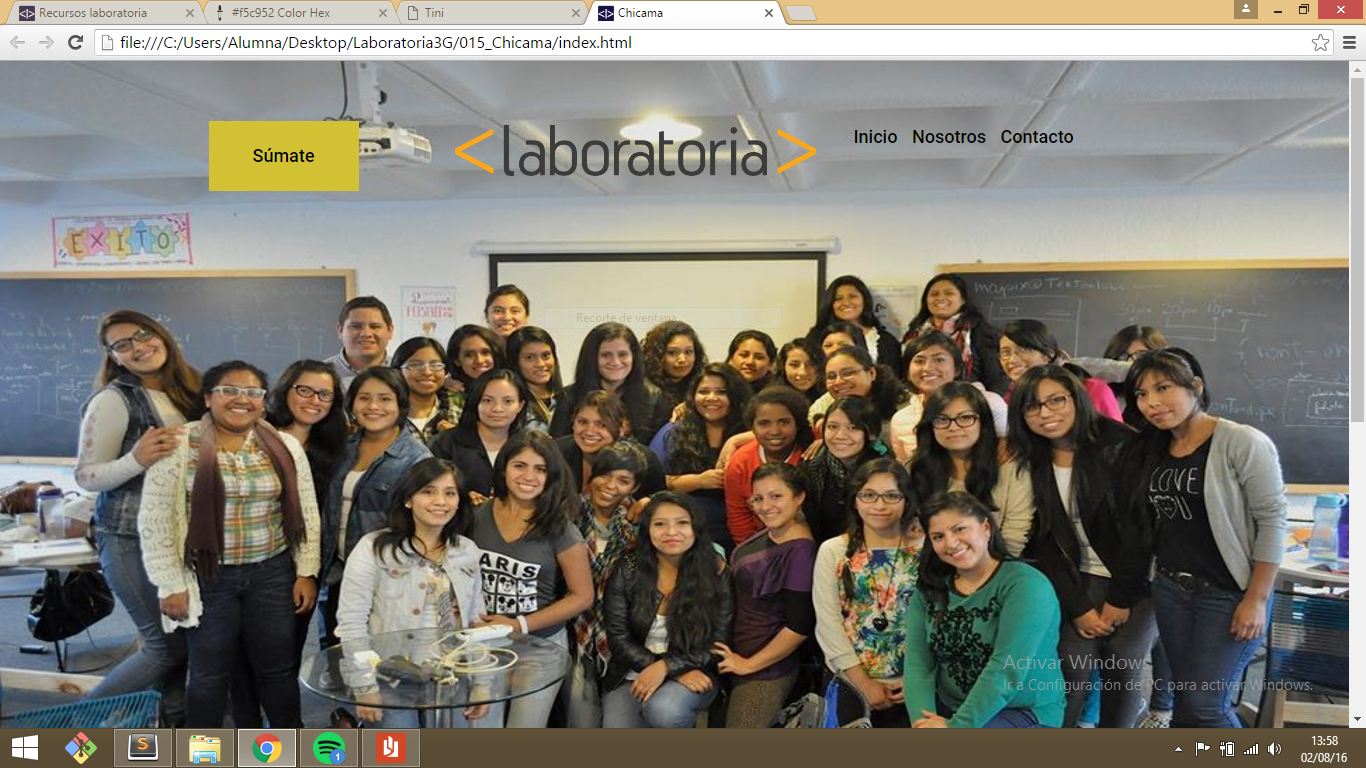 Recursos laboratoria
#f5c952 Color Hex
Tini
Chicama
file:///C:/Users/Alumna/Desktop/Laboratoria3G/015_Chicama/index.html
Súmate
<laboratoria>
Inicio Nosotros Contacto
EXITO
Recorte de ventana
LOVE
YOU
ARIS
Activar Windows
Ir a Configuración de PC para activar Windows.
1
13:58
02/08/16